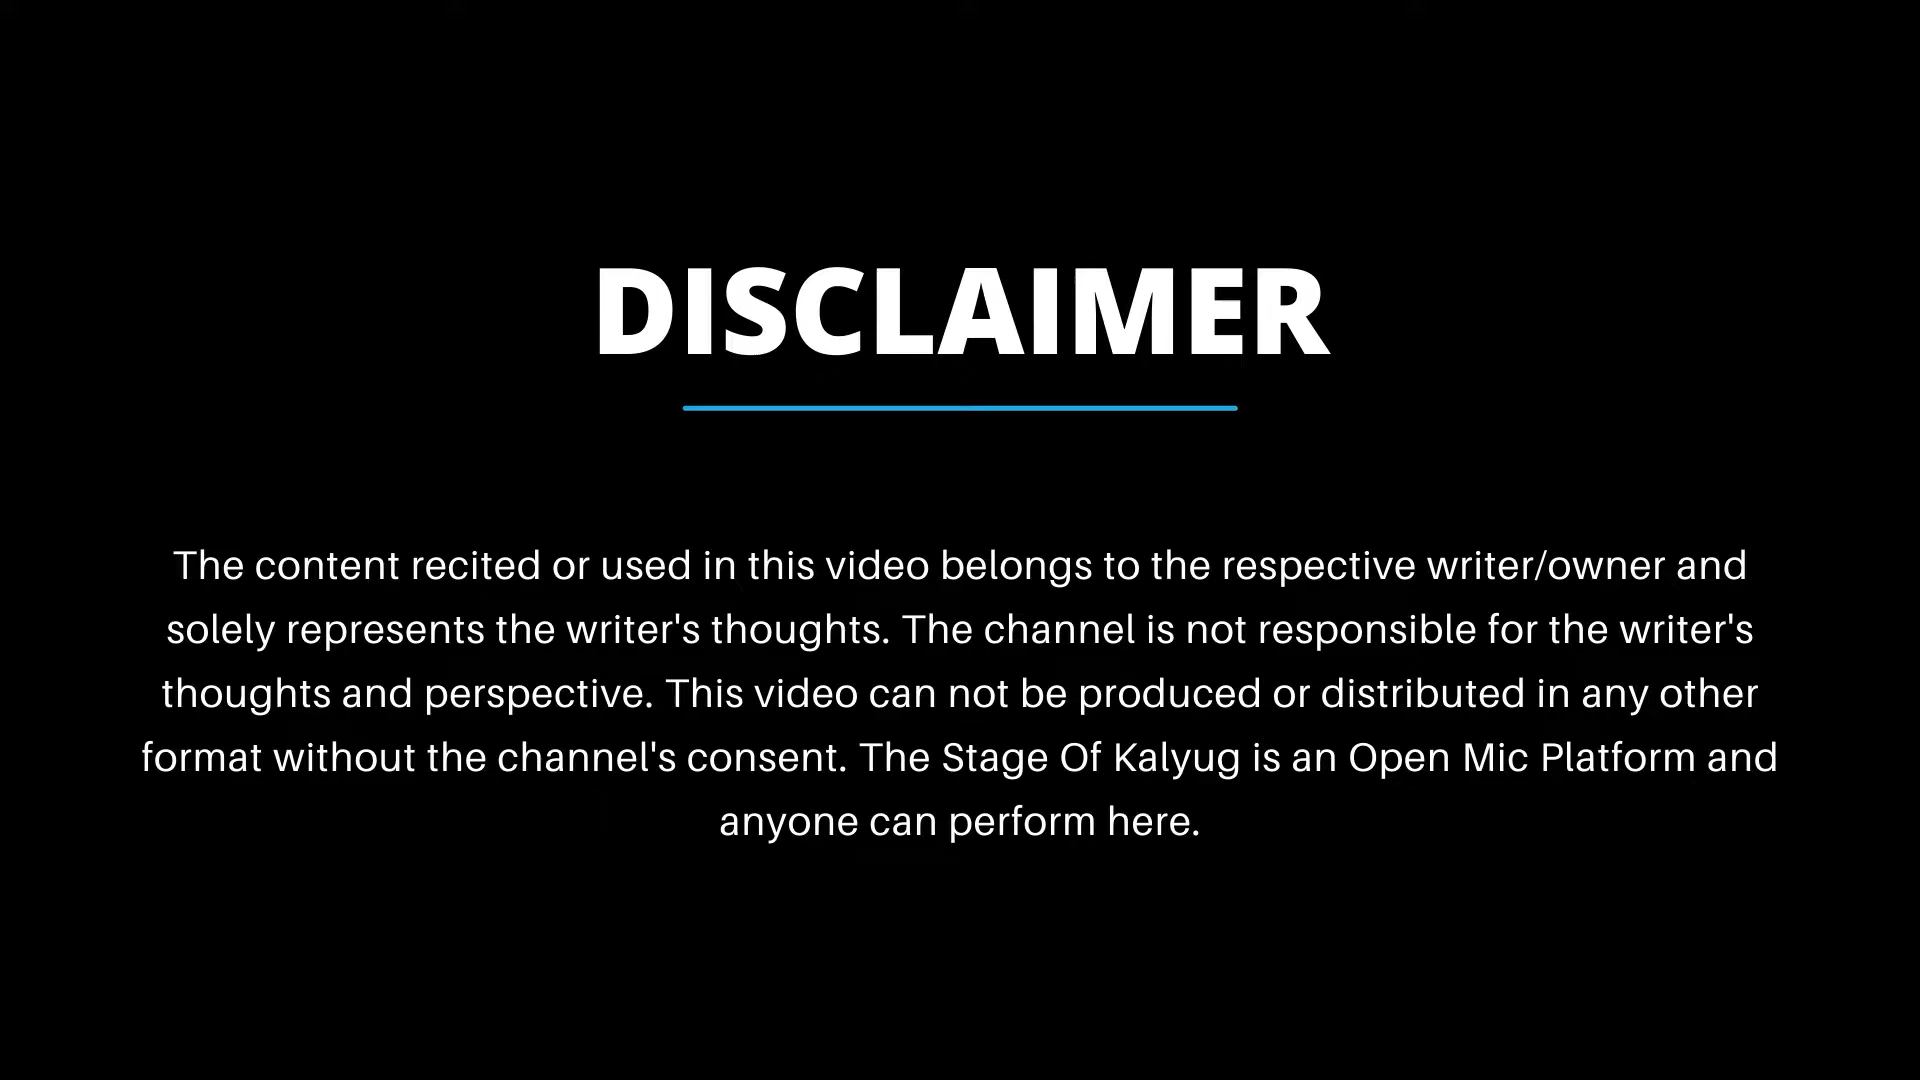 DISCLAIMER
The content recited or used in this video belongs to the respective writer/owner and
solely represents the writer's thoughts. The channel is not responsible for the writer's
thoughts and perspective. This video can not be produced or distributed in any other
format without the channel's consent. The Stage Of Kalyug is an Open Mic Platform and
anyone can perform here.